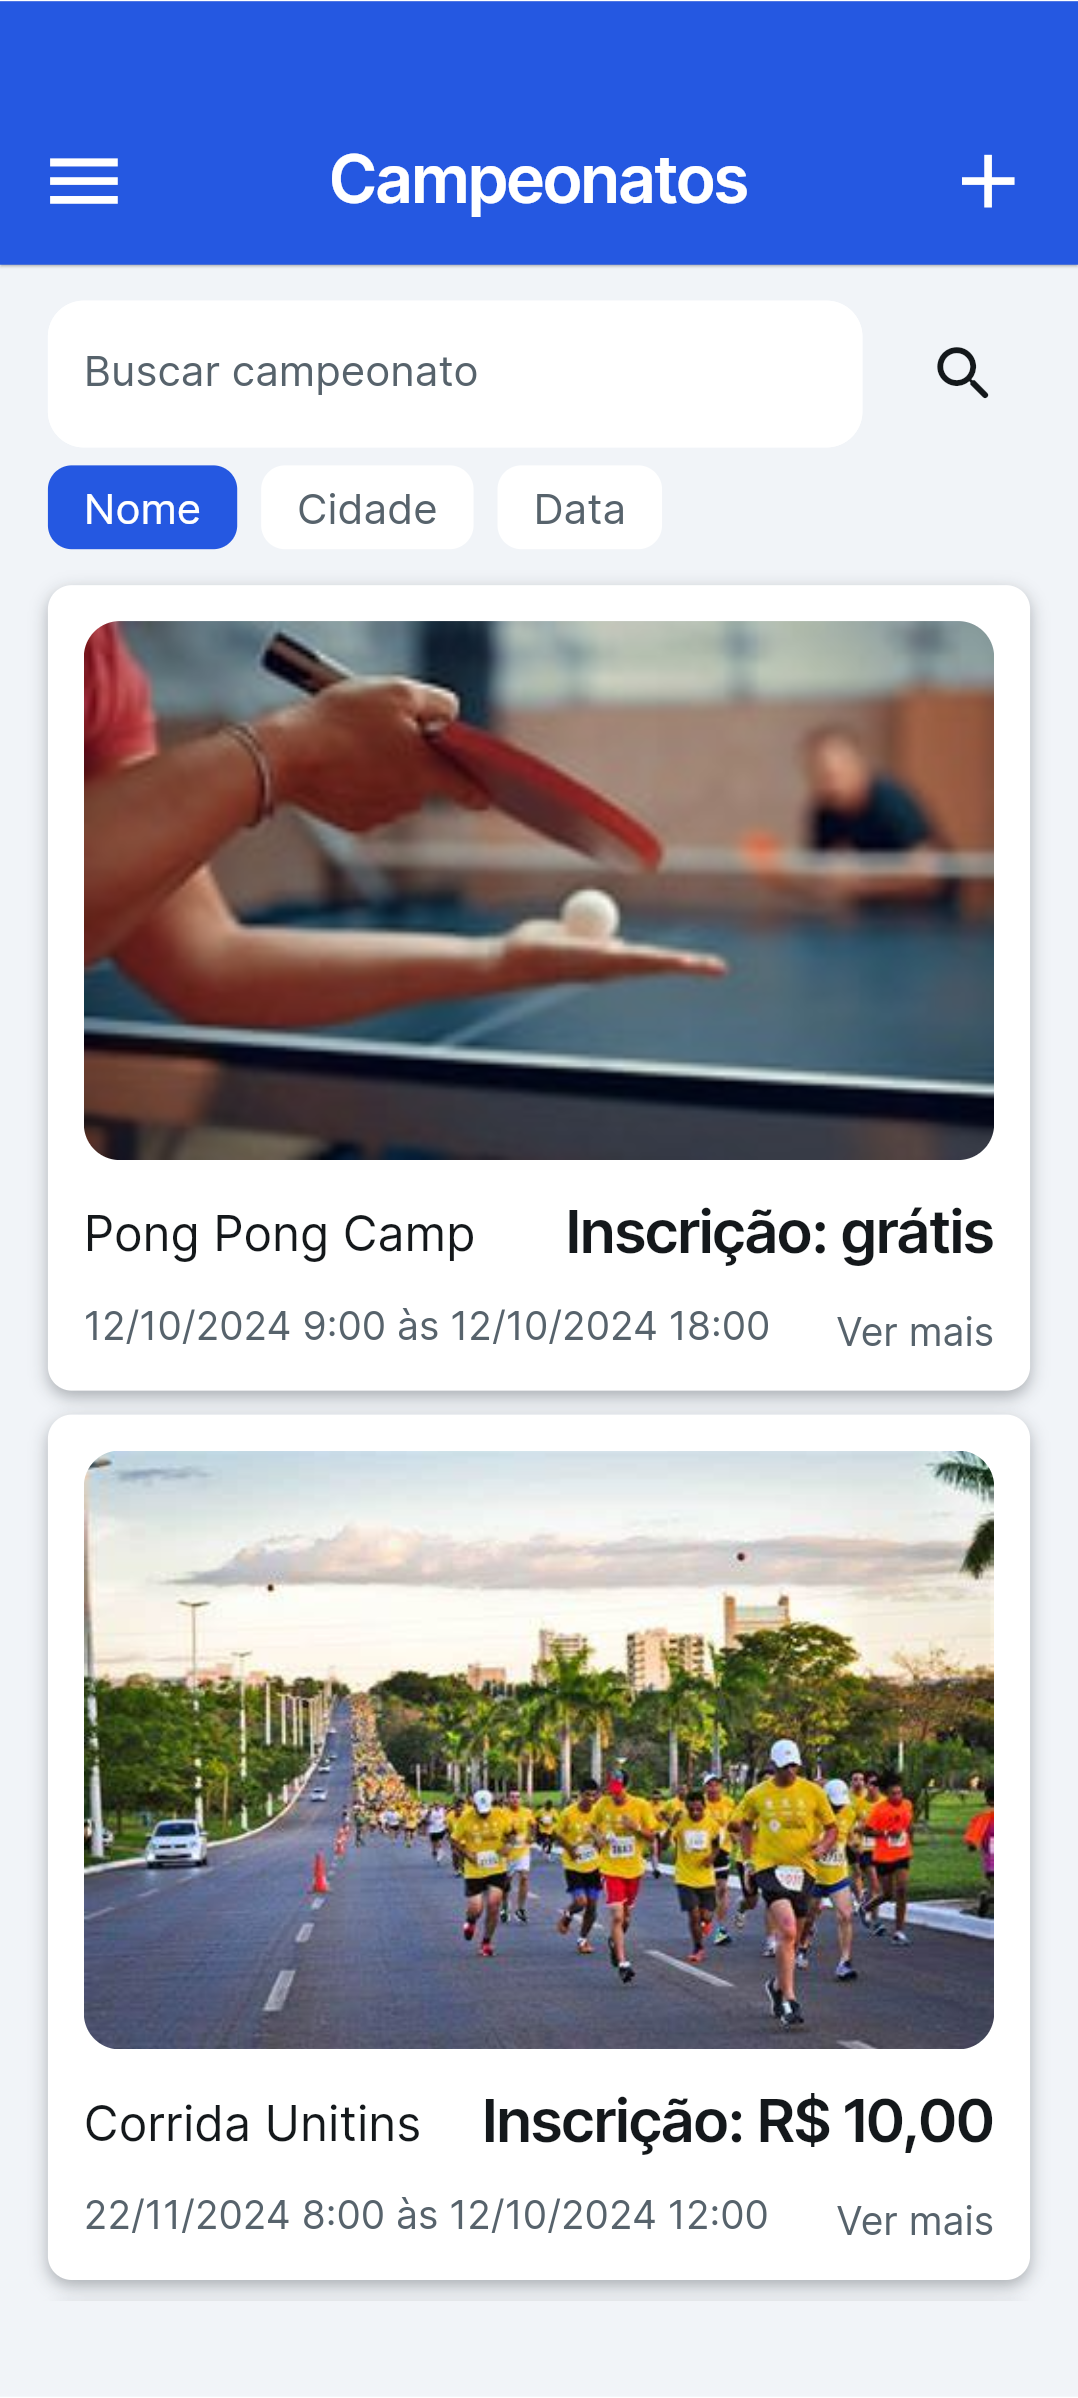 Campeonatos
Buscar campeonato
Nome Cidade Data
Pong Pong Camp Inscrição: grátis
12/10/2024 9:00 às 12/10/2024 18:00 Ver mais
Corrida Unitins Inscrição: R$ 10,00
22/11/2024 8:00 às 12/10/2024 12:00 Ver mais